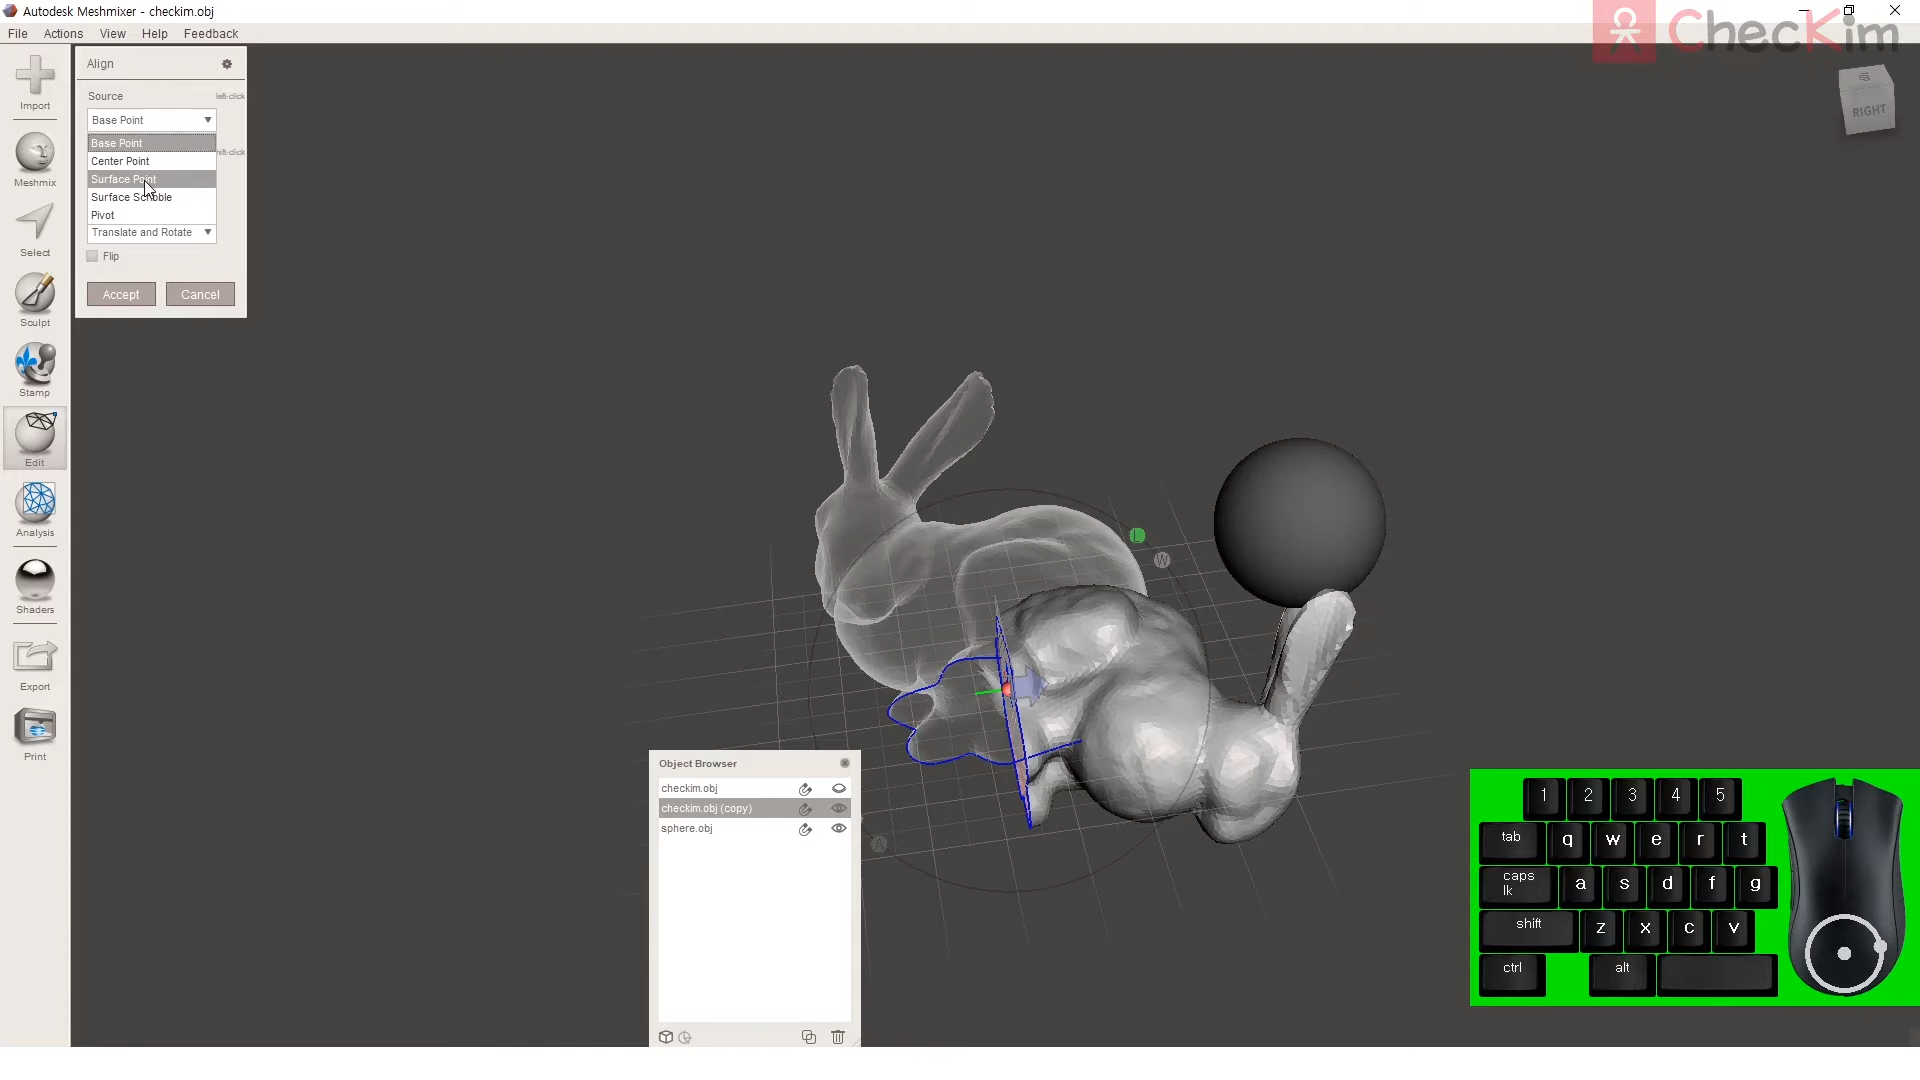 Autodesk Meshmixer - checkim.obj
ChecKim
File Actions View Help Feedback
Align
Source left-click
Base Point
Base Point
Center Point
Surface Point
Surface Scribble
Pivot
Translate and Rotate
Flip
Accept Cancel
Import
Meshmix
Select
Sculpt
Stamp
Edit
Analysis
Shaders
Export
Print
RIGHT
L
W
A
Object Browser
checkim.obj
checkim.obj (copy)
sphere.obj
1 2 3 4 5
tab q w e r t
caps
lk a s d f g
shift z x c v
ctrl alt